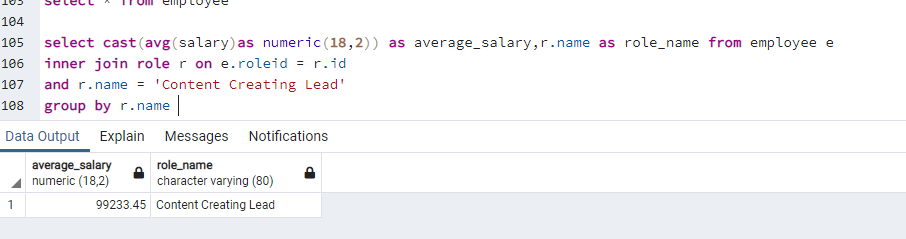 103 select * from employee
104
105 select cast(avg(salary)as numeric(18,2)) as average_salary,r.name as role_name from employee e
106 inner join role r on e.roleid = r.id
107 and r.name = 'Content Creating Lead'
108 group by r.name
Data Output Explain Messages Notifications
average_salary role_name
numeric (18,2) character varying (80)
1 99233.45 Content Creating Lead